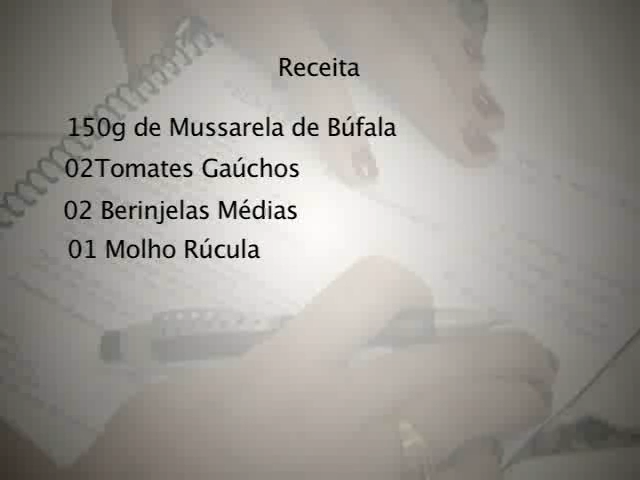 Receita
150g de Mussarela de Búfala
02Tomates Gaúchos
02 Berinjelas Médias
01 Molho Rúcula